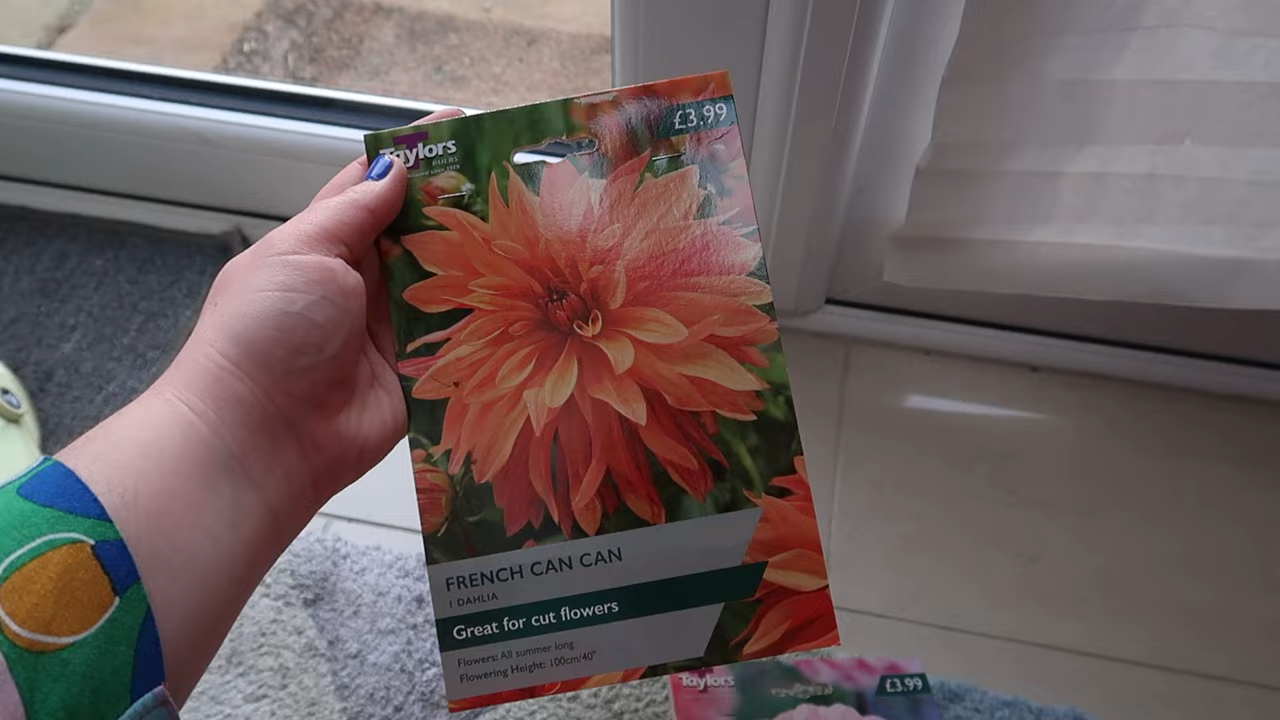 £3.99
Taylors
BULBS
FRENCH CAN CAN
1 DAHLIA
Great for cut flowers
Flowers: All summer long
Flowering Height: 100cm/40"
Taylors
£3.99